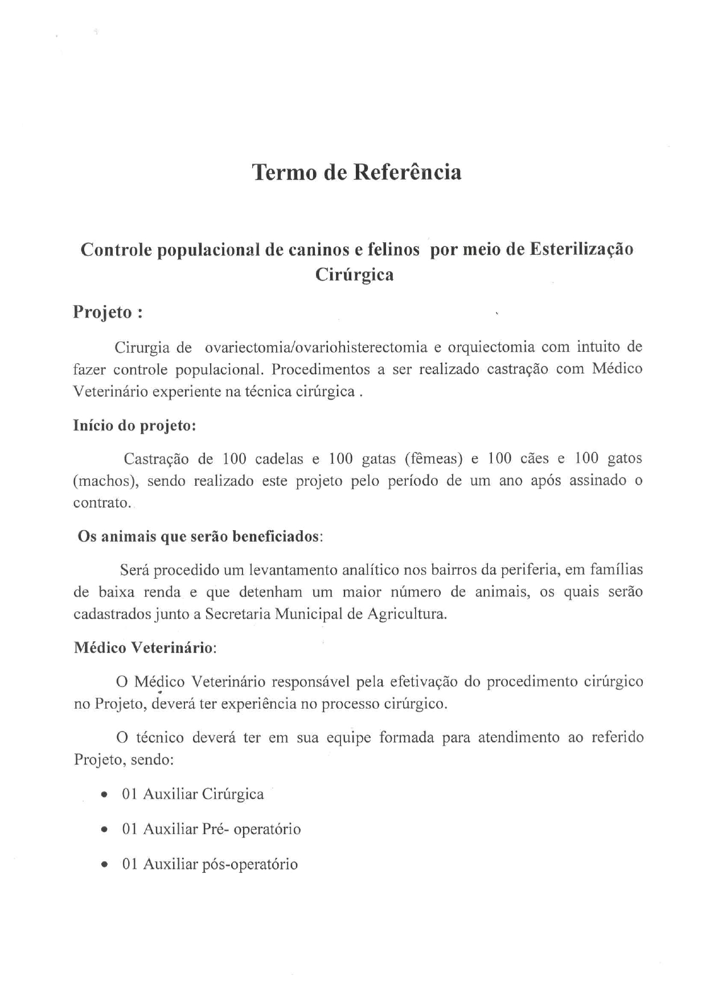 Termo de Referência
Controle populacional de caninos e felinos por meio de Esterilização
Cirúrgica
Projeto :
Cirurgia de ovariectomia/ovariohisterectomia e orquiectomia com intuito de
fazer controle populacional. Procedimentos a ser realizado castração com Médico
Veterinário experiente na técnica cirúrgica .
Início do projeto:
Castração de 100 cadelas e 100 gatas (fêmeas) e 100 cães e 100 gatos
(machos), sendo realizado este projeto pelo período de um ano após assinado o
contrato.
Os animais que serão beneficiados:
Será procedido um levantamento analítico nos bairros da periferia, em famílias
de baixa renda e que detenham um maior número de animais, os quais serão
cadastrados junto a Secretaria Municipal de Agricultura.
Médico Veterinário:
O Médico Veterinário responsável pela efetivação do procedimento cirúrgico
no Projeto, deverá ter experiência no processo cirúrgico.
O técnico deverá ter em sua equipe formada para atendimento ao referido
Projeto, sendo:
• 01 Auxiliar Cirúrgica
• 01 Auxiliar Pré- operatório
• 01 Auxiliar pós-operatório